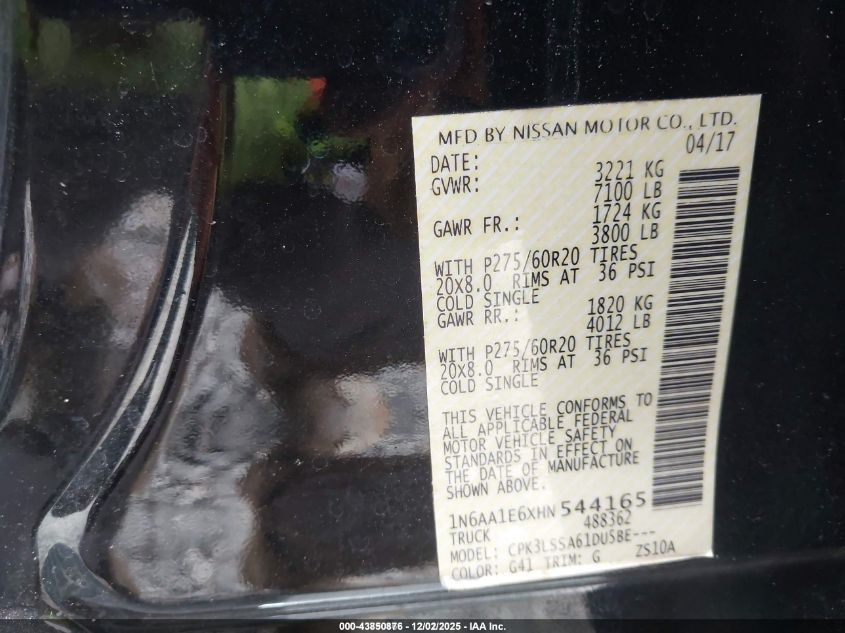 MFD BY NISSAN MOTOR CO., LTD.
DATE: 04/17
GVWR: 3221 KG
7100 LB
GAWR FR.: 1724 KG
3800 LB
WITH P275/60R20 TIRES
20X8.0 RIMS AT 36 PSI
COLD SINGLE
GAWR RR.: 1820 KG
4012 LB
WITH P275/60R20 TIRES
20X8.0 RIMS AT 36 PSI
COLD SINGLE
THIS VEHICLE CONFORMS TO
ALL APPLICABLE FEDERAL
MOTOR VEHICLE SAFETY
STANDARDS IN EFFECT ON
THE DATE OF MANUFACTURE
SHOWN ABOVE.
1N6AA1E6XHN544165
TRUCK 488362
MODEL: CPK3LSSA61DU5BE---
COLOR: G41 TRIM: G ZS10A
000-43850876 - 12/02/2025 - IAA Inc.